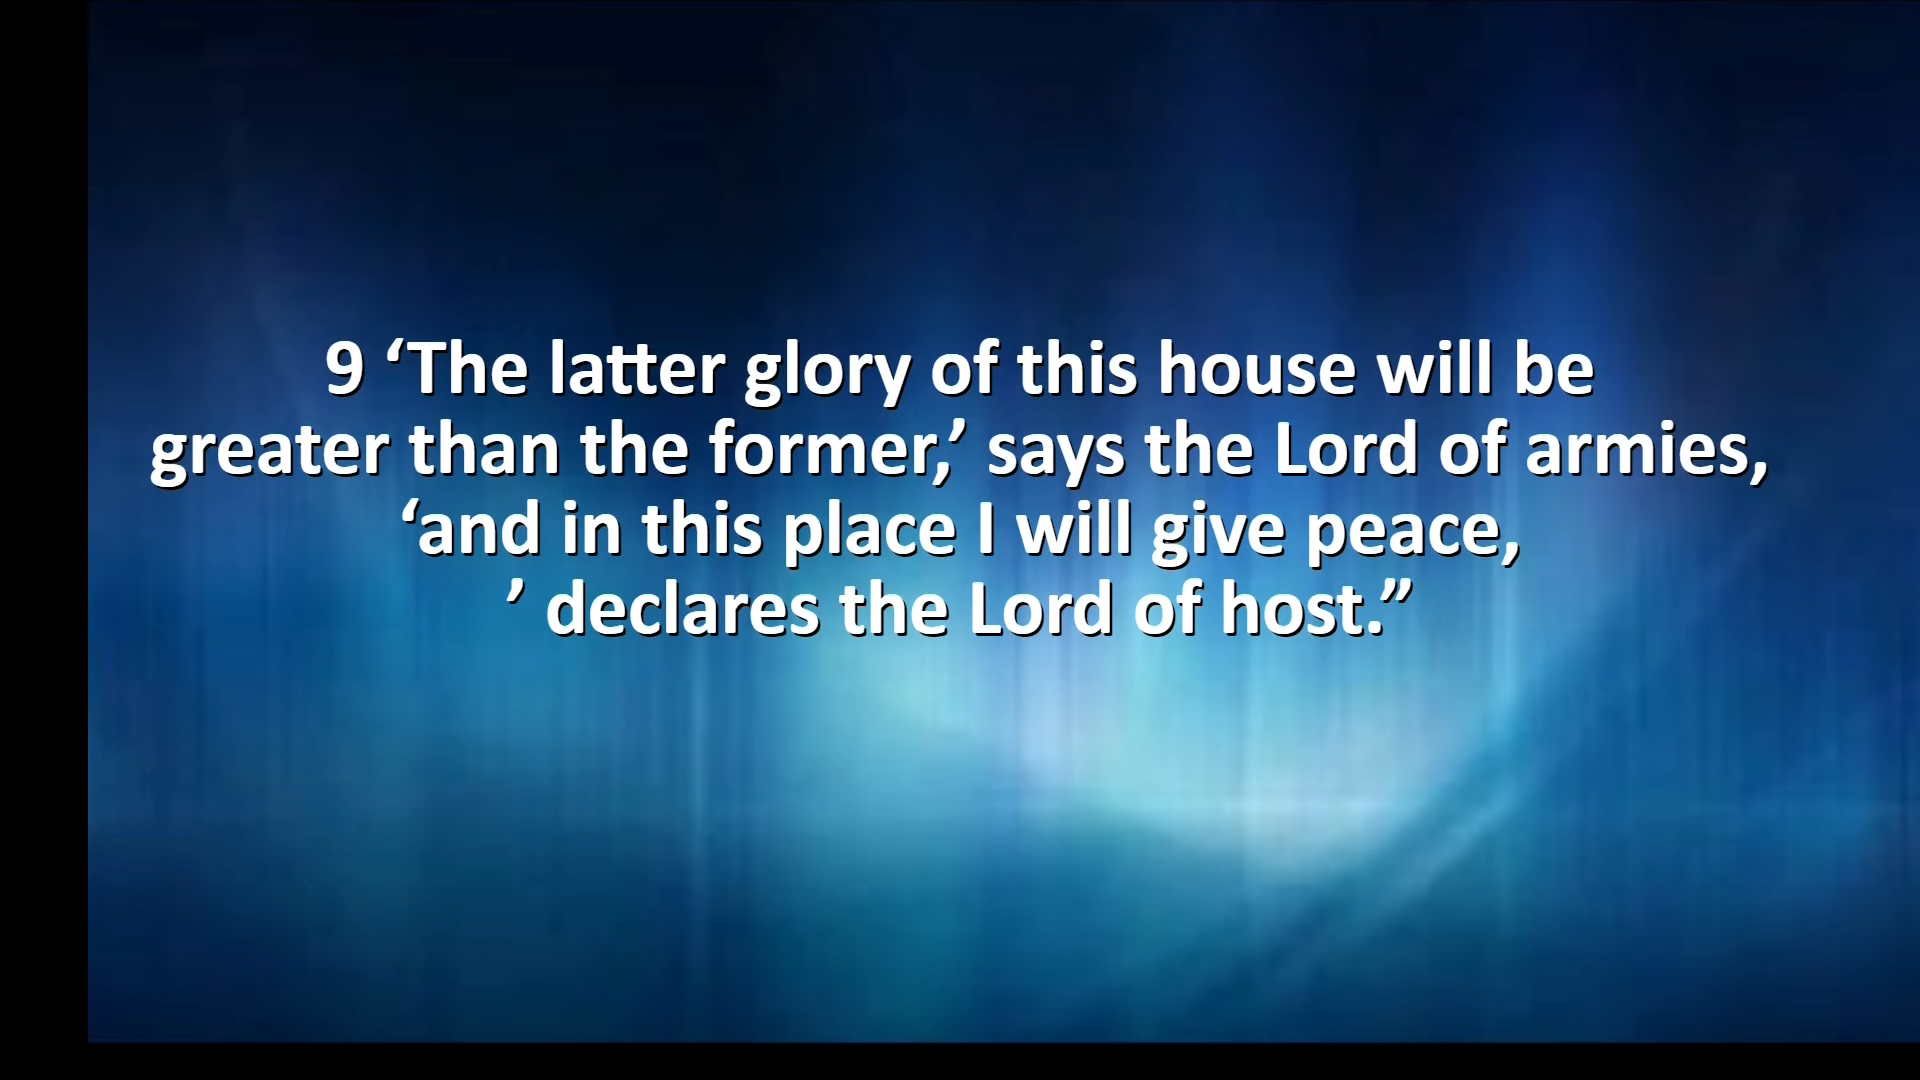 9 ‘The latter glory of this house will be
greater than the former,’ says the Lord of armies,
‘and in this place I will give peace,
’ declares the Lord of host.”